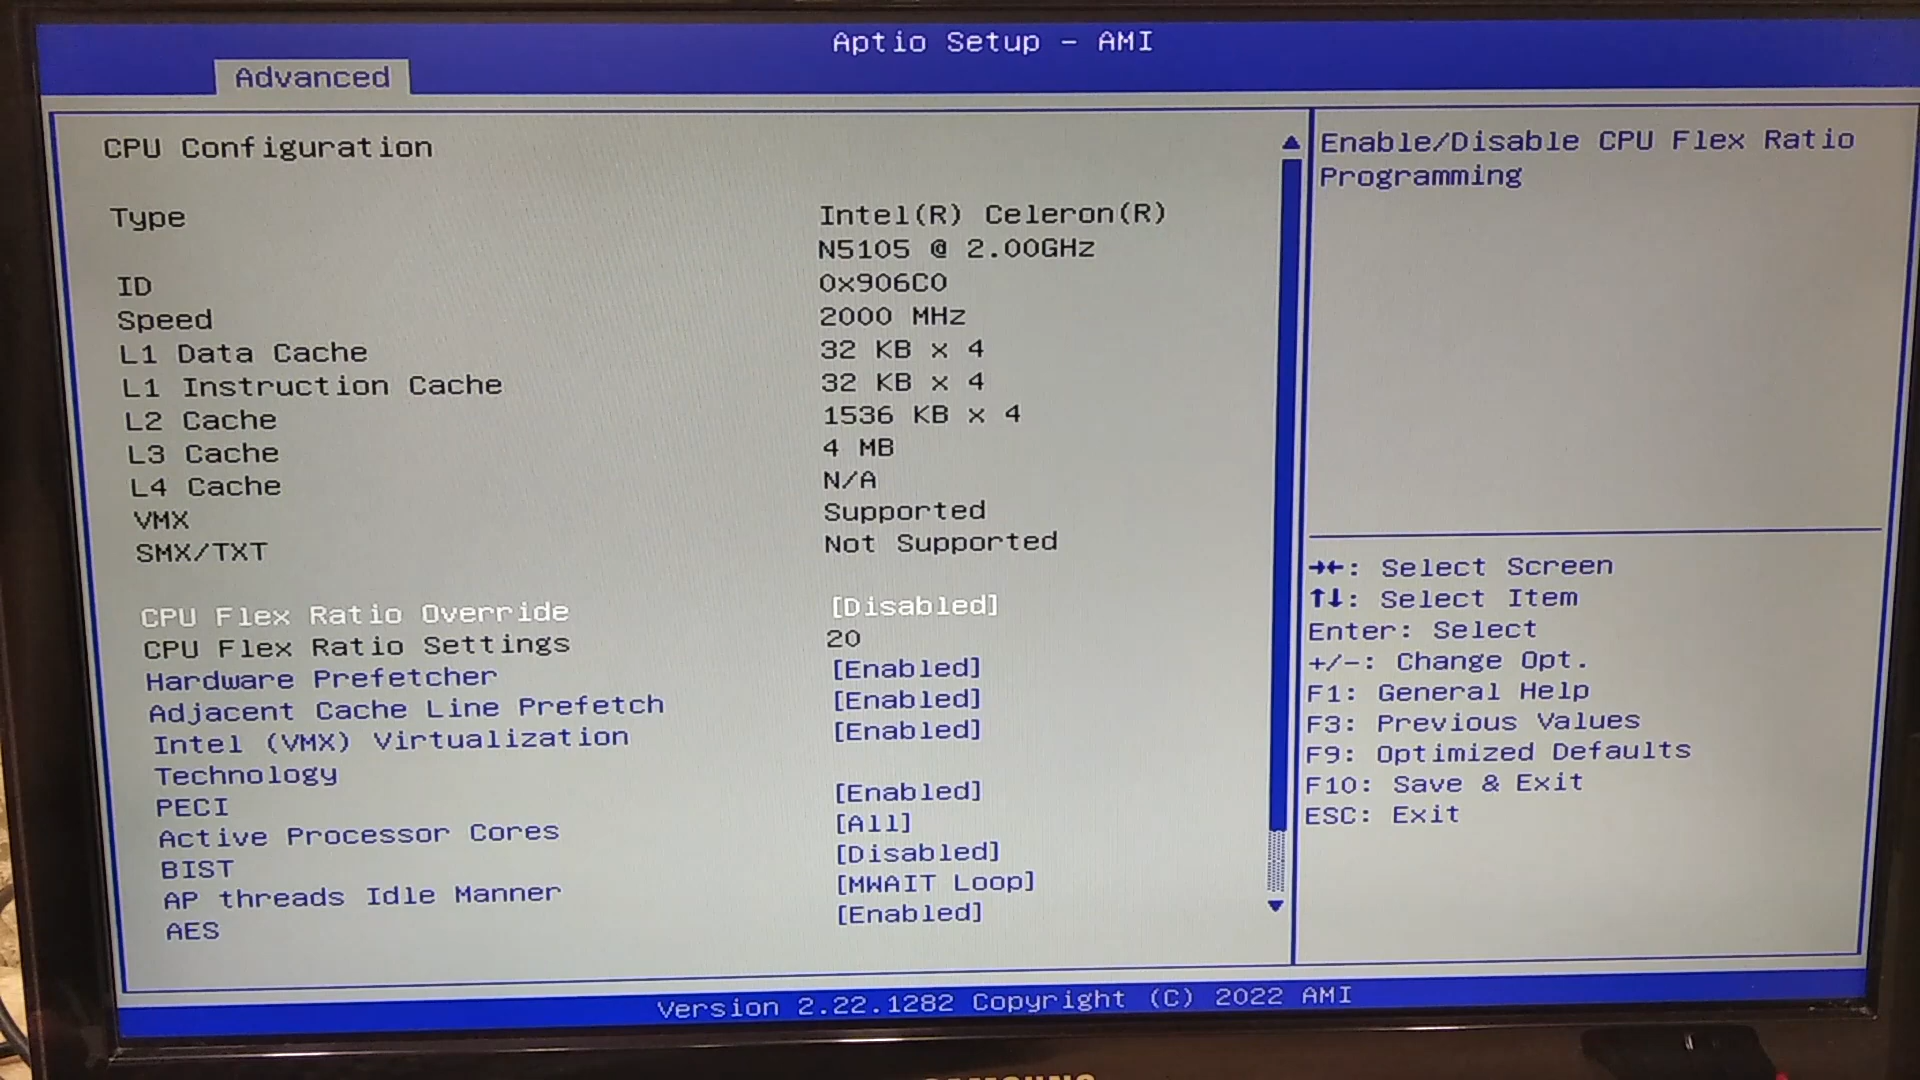 Aptio Setup – AMI
Advanced
CPU Configuration
Type Intel(R) Celeron(R)
N5105 @ 2.00GHz
ID 0x906C0
Speed 2000 MHz
L1 Data Cache 32 KB x 4
L1 Instruction Cache 32 KB x 4
L2 Cache 1536 KB x 4
L3 Cache 4 MB
L4 Cache N/A
VMX Supported
SMX/TXT Not Supported
CPU Flex Ratio Override [Disabled]
CPU Flex Ratio Settings 20
Hardware Prefetcher [Enabled]
Adjacent Cache Line Prefetch [Enabled]
Intel (VMX) Virtualization [Enabled]
Technology
PECI [Enabled]
Active Processor Cores [All]
BIST [Disabled]
AP threads Idle Manner [MWAIT Loop]
AES [Enabled]
Enable/Disable CPU Flex Ratio
Programming
→←: Select Screen
↑↓: Select Item
Enter: Select
+/-: Change Opt.
F1: General Help
F3: Previous Values
F9: Optimized Defaults
F10: Save & Exit
ESC: Exit
Version 2.22.1282 Copyright (C) 2022 AMI
SAMSUNG